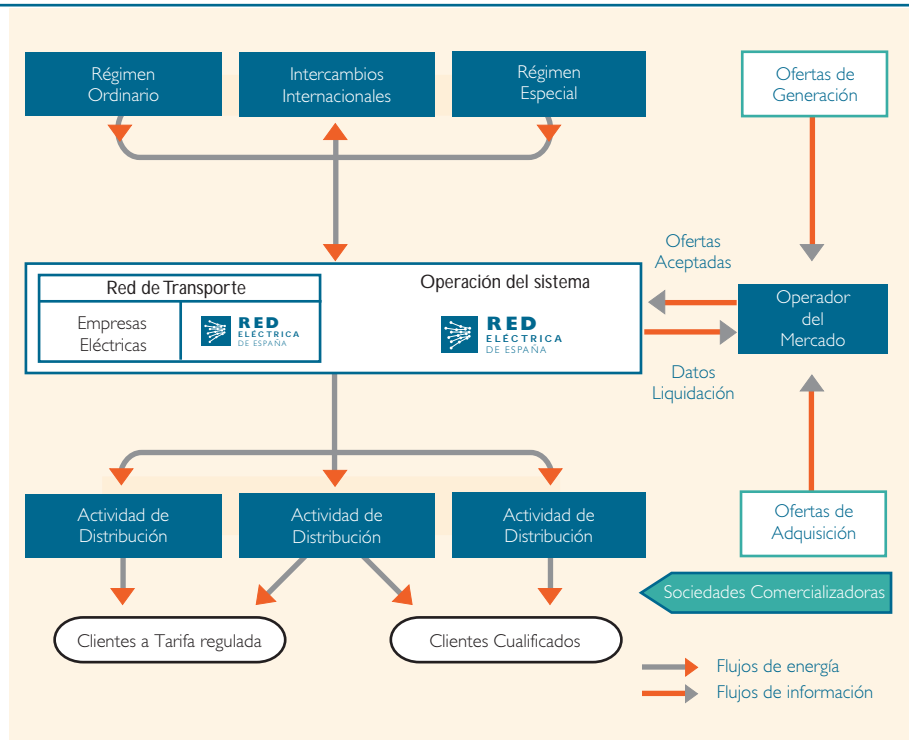 Régimen
Ordinario
Intercambios
Internacionales
Régimen
Especial
Ofertas de
Generación
Ofertas
Aceptadas
Red de Transporte
Empresas
Eléctricas
RED
ELÉCTRICA
DE ESPAÑA
Operación del sistema
RED
ELÉCTRICA
DE ESPAÑA
Operador
del
Mercado
Datos
Liquidación
Actividad de
Distribución
Actividad de
Distribución
Actividad de
Distribución
Ofertas de
Adquisición
Sociedades Comercializadoras
Clientes a Tarifa regulada
Clientes Cualificados
Flujos de energía
Flujos de información